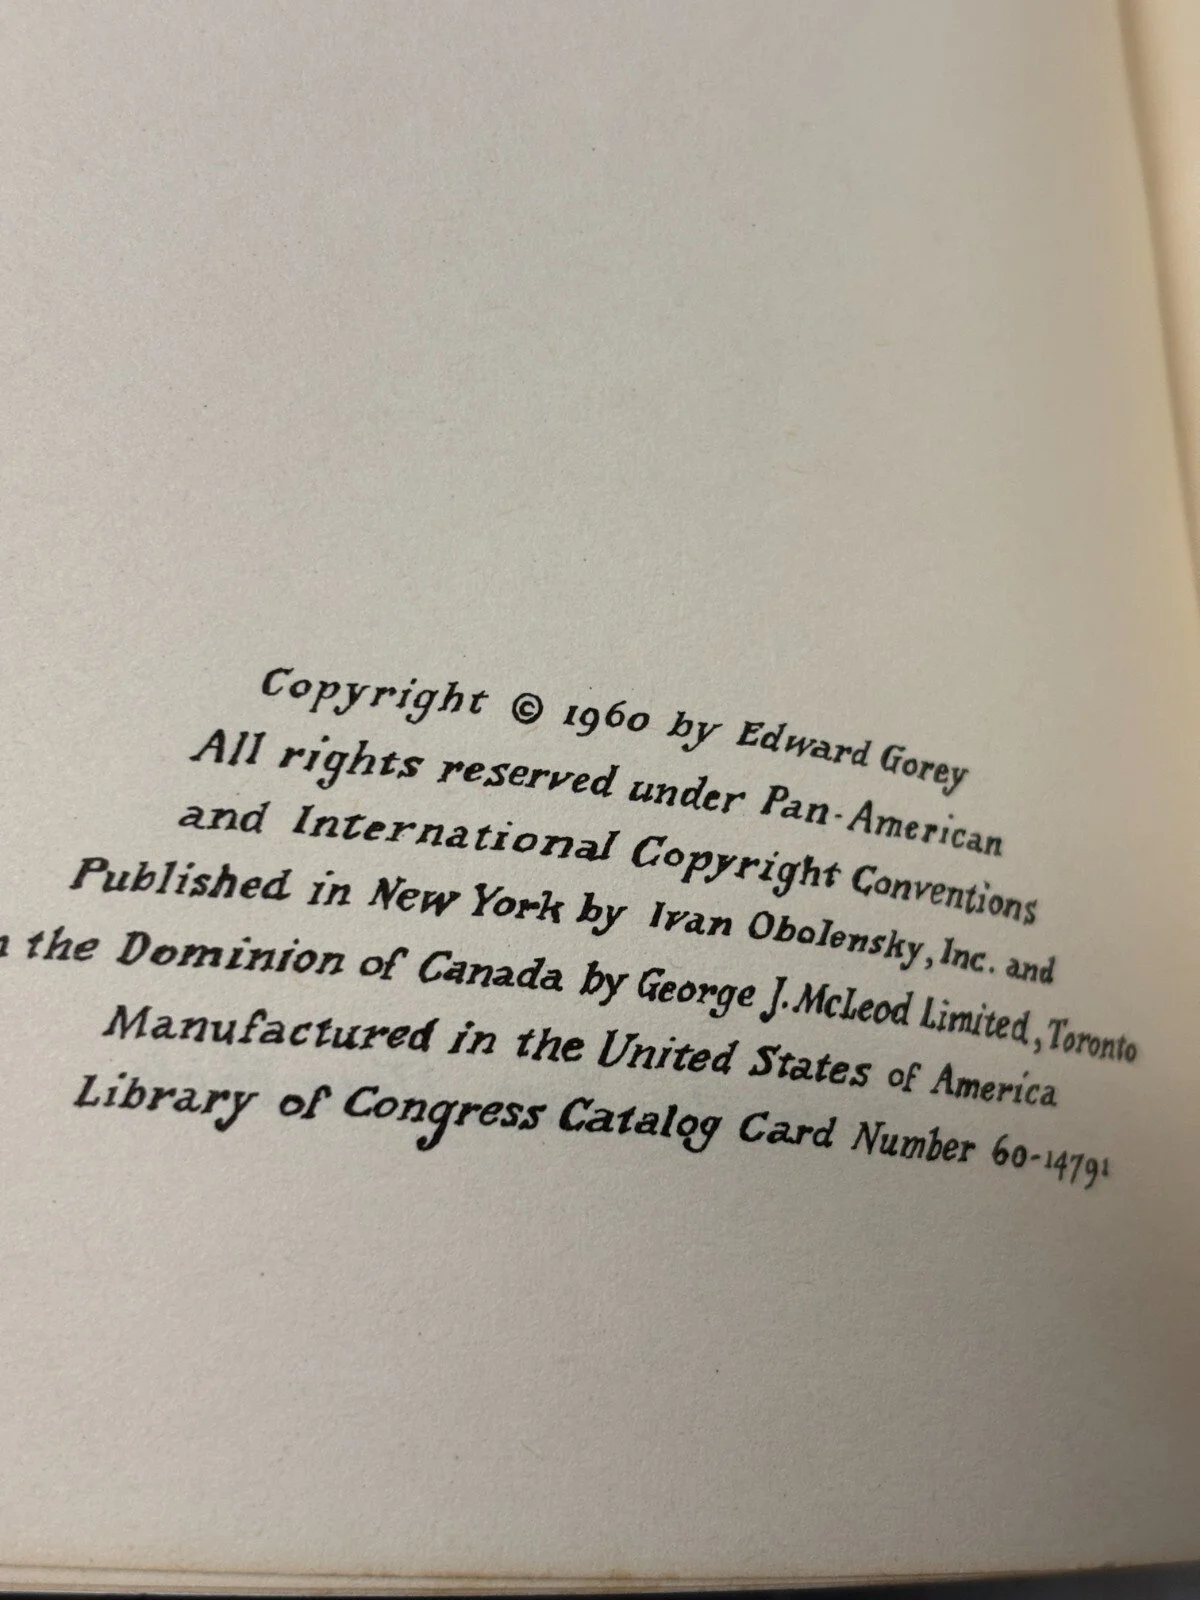 Copyright © 1960 by Edward Gorey
All rights reserved under Pan-American
and International Copyright Conventions
Published in New York by Ivan Obolensky, Inc. and
the Dominion of Canada by George J. McLeod Limited, Toronto
Manufactured in the United States of America
Library of Congress Catalog Card Number 60-14791